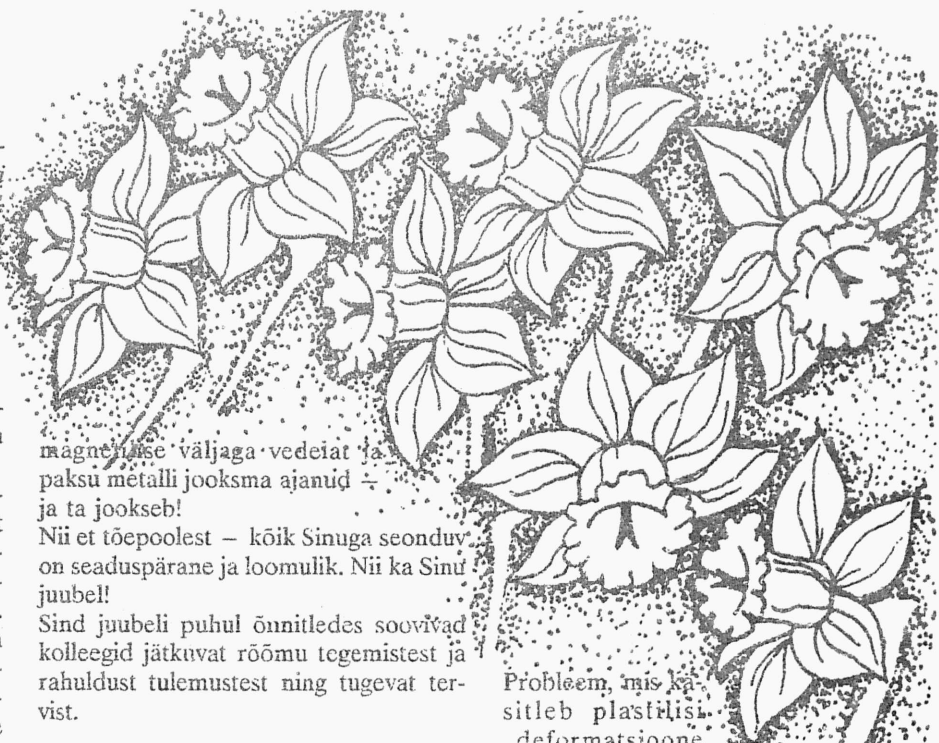 magnetilise väljaga vedelat ja
paksu metalli jooksma ajanud –
ja ta jookseb!
Nii et tõepoolest – kõik Sinuga seonduv
on seaduspärane ja loomulik. Nii ka Sinu
juubel!
Sind juubeli puhul õnnitledes soovivad
kolleegid jätkuvat rõõmu tegemistest ja
rahuldust tulemustest ning tugevat ter-
vist.
Probleem, mis kä-
sitleb plastilisi
deformatsioone